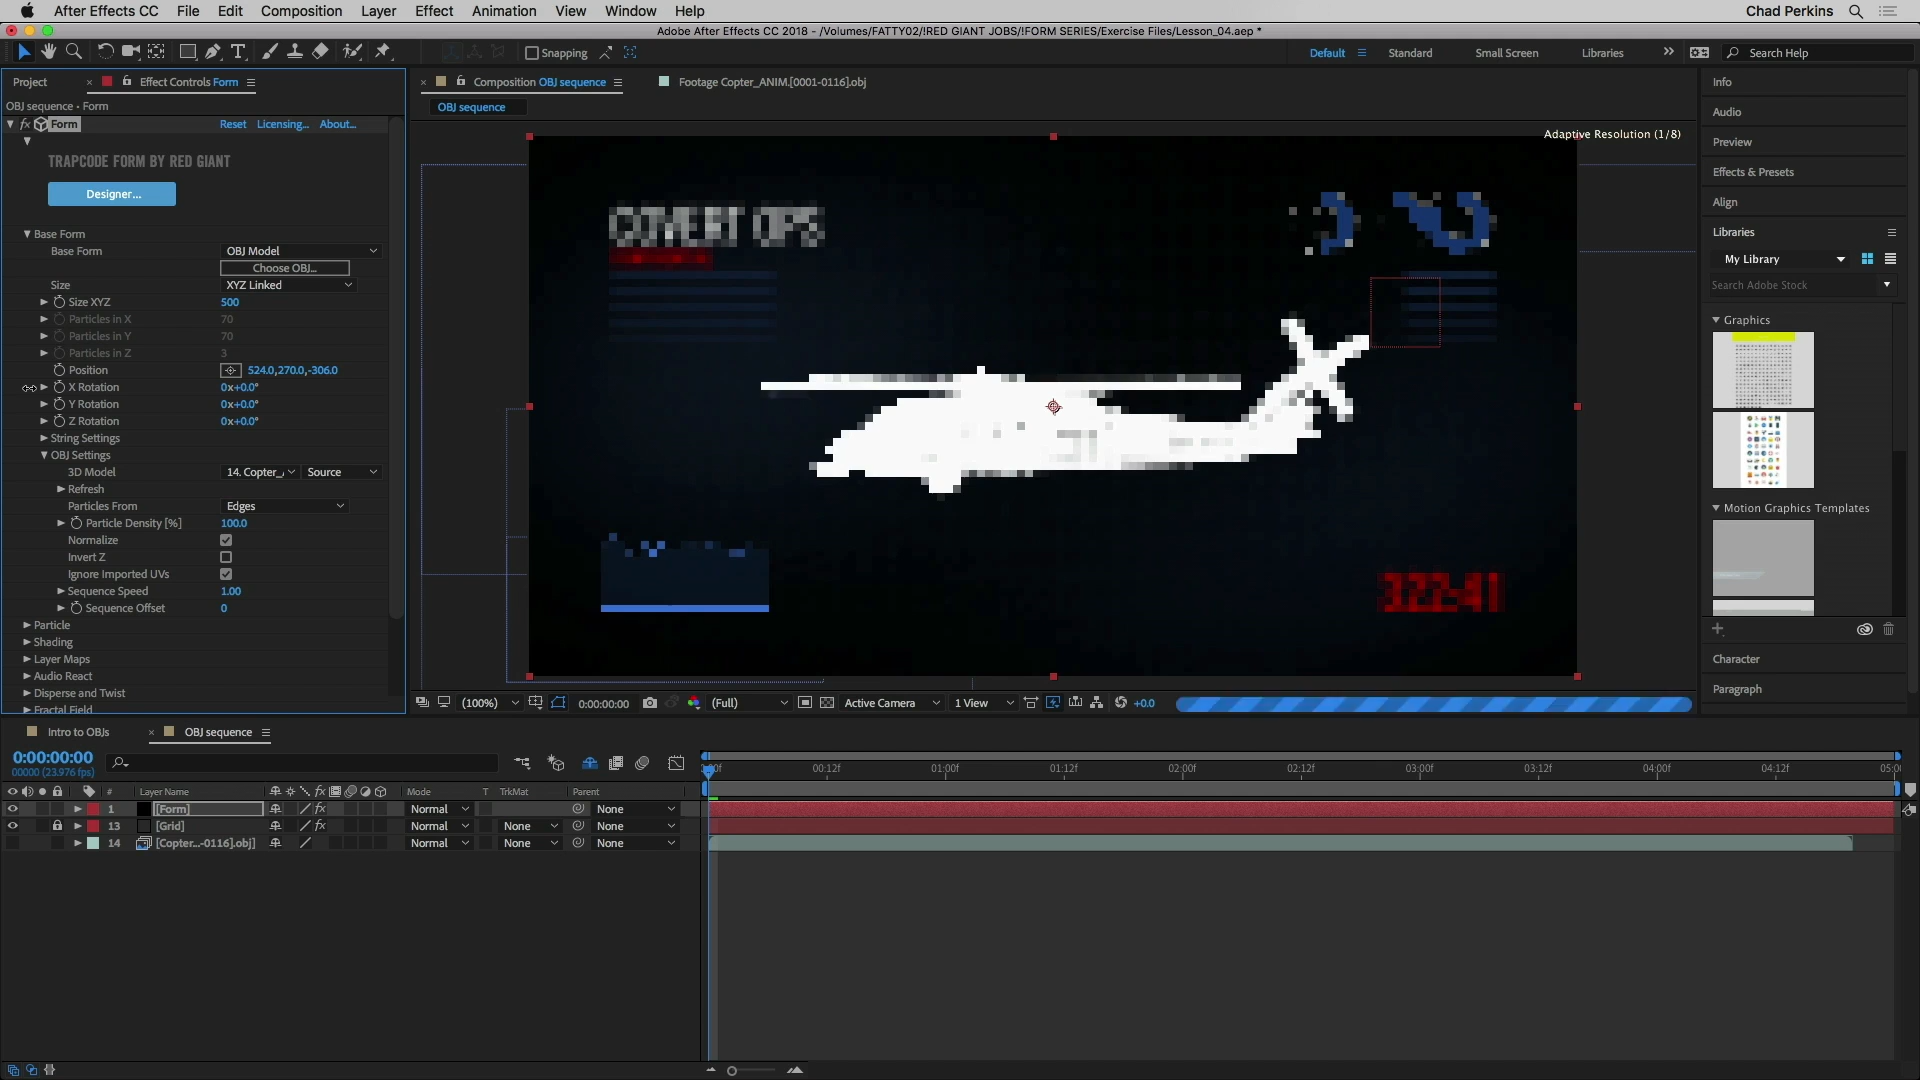 After Effects CC File Edit Composition Layer Effect Animation View Window Help Chad Perkins
Adobe After Effects CC 2018 - /Volumes/FATTY02/!RED GIANT JOBS/!FORM SERIES/Exercise Files/Lesson_04.aep *
Snapping Default Standard Small Screen Libraries Search Help
Project Effect Controls Form Composition OBJ sequence Footage Copter_ANIM.[0001-0116].obj Info
OBJ sequence • Form OBJ sequence Audio
fx Form Reset Licensing... About... Adaptive Resolution (1/8) Preview
TRAPCODE FORM BY RED GIANT Effects & Presets
Designer... Align
COVERT OPS
Base Form Libraries
Base Form OBJ Model My Library
Choose OBJ...
Size XYZ Linked Search Adobe Stock
Size XYZ 500
Particles in X 70 Graphics
Particles in Y 70
Particles in Z 3
Position 524.0,270.0,-306.0
X Rotation 0x+0.0°
Y Rotation 0x+0.0°
Z Rotation 0x+0.0°
String Settings
OBJ Settings
3D Model 14. Copter_ Source
Refresh
Particles From Edges Motion Graphics Templates
Particle Density [%] 100.0
Normalize
Invert Z
Ignore Imported UVs
Sequence Speed 1.00
Sequence Offset 0
Particle
Shading
Layer Maps Character
Audio React
Disperse and Twist Paragraph
Fractal Field
(100%) 0:00:00:00 (Full) Active Camera 1 View +0.0
Intro to OBJs OBJ sequence
0:00:00:00
00000 (23.976 fps) 00:12f 01:00f 01:12f 02:00f 02:12f 03:00f 03:12f 04:00f 04:12f
# Layer Name fx Mode T TrkMat Parent
1 [Form] fx Normal None
13 [Grid] fx Normal None None
14 [Copter...-0116].obj Normal None None